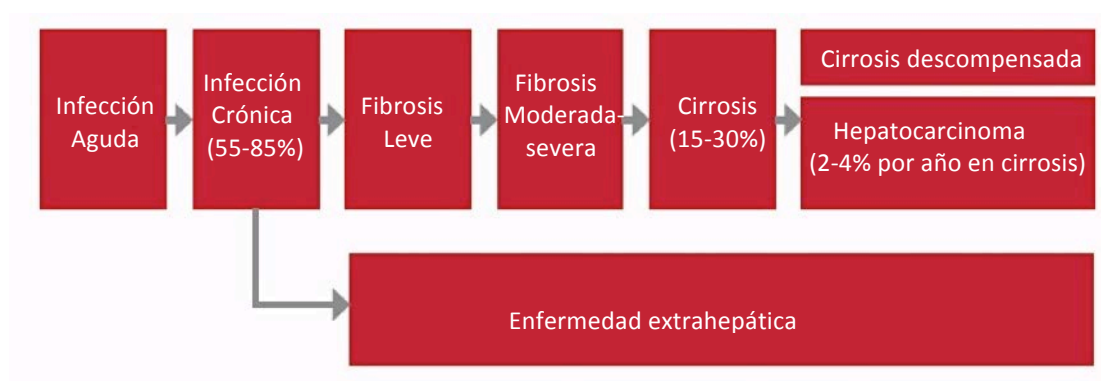 Infección
Aguda
Infección
Crónica
(55-85%)
Fibrosis
Leve
Fibrosis
Moderada-
severa
Cirrosis
(15-30%)
Cirrosis descompensada
Hepatocarcinoma
(2-4% por año en cirrosis)
Enfermedad extrahepática